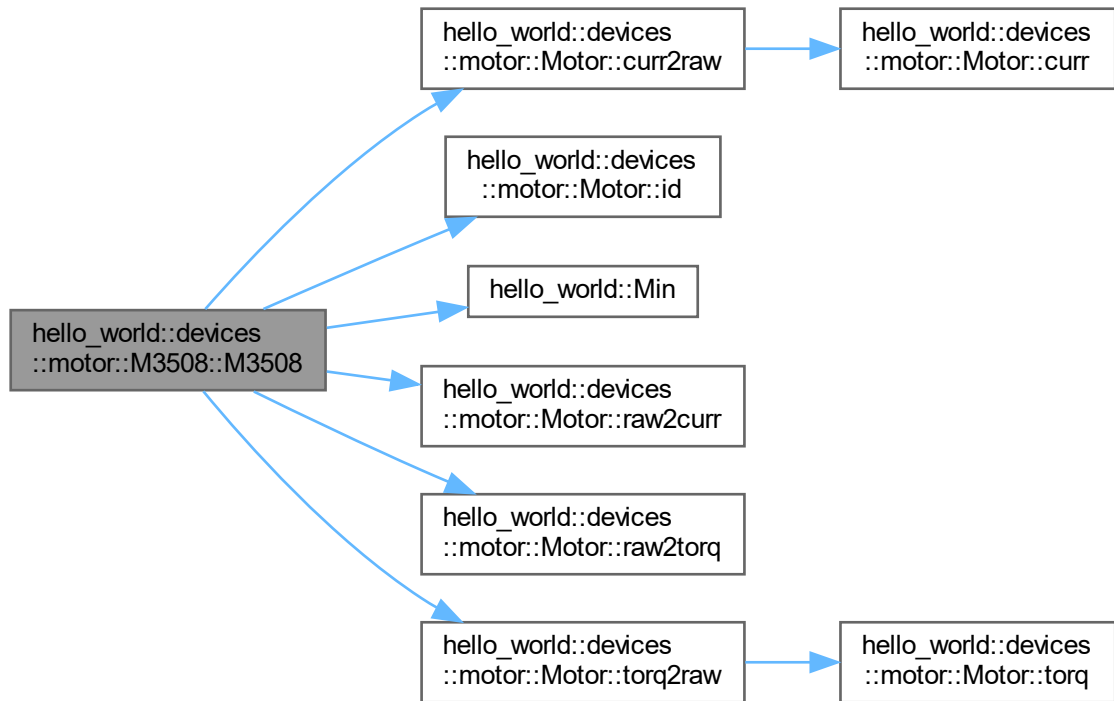 hello_world::devices
::motor::M3508::M3508
hello_world::devices
::motor::Motor::curr2raw
hello_world::devices
::motor::Motor::curr
hello_world::devices
::motor::Motor::id
hello_world::Min
hello_world::devices
::motor::Motor::raw2curr
hello_world::devices
::motor::Motor::raw2torq
hello_world::devices
::motor::Motor::torq2raw
hello_world::devices
::motor::Motor::torq